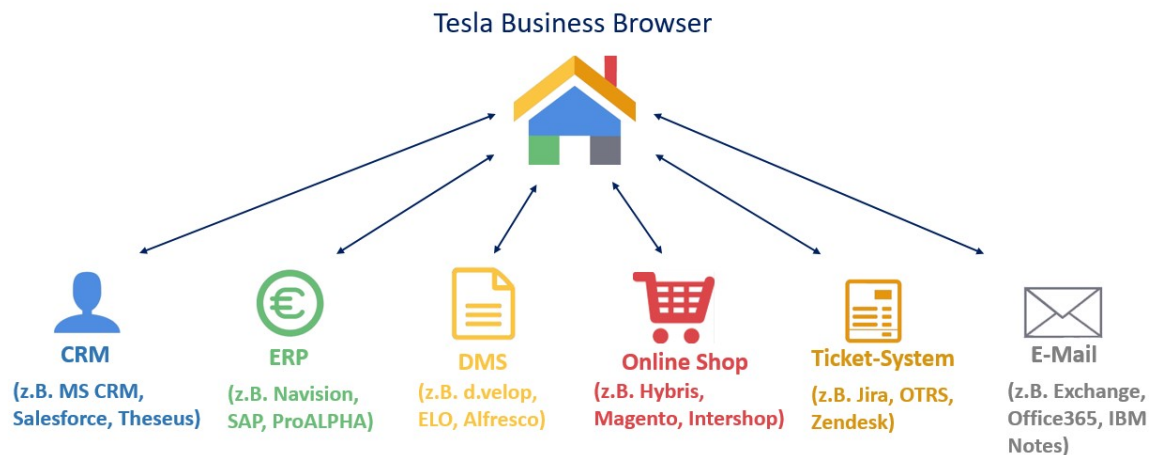 Tesla Business Browser
CRM
(z.B. MS CRM,
Salesforce, Theseus)
ERP
(z.B. Navision,
SAP, ProALPHA)
DMS
(z.B. d.velop,
ELO, Alfresco)
Online Shop
(z.B. Hybris,
Magento, Intershop)
Ticket-System
(z.B. Jira, OTRS,
Zendesk)
E-Mail
(z.B. Exchange,
Office365, IBM
Notes)